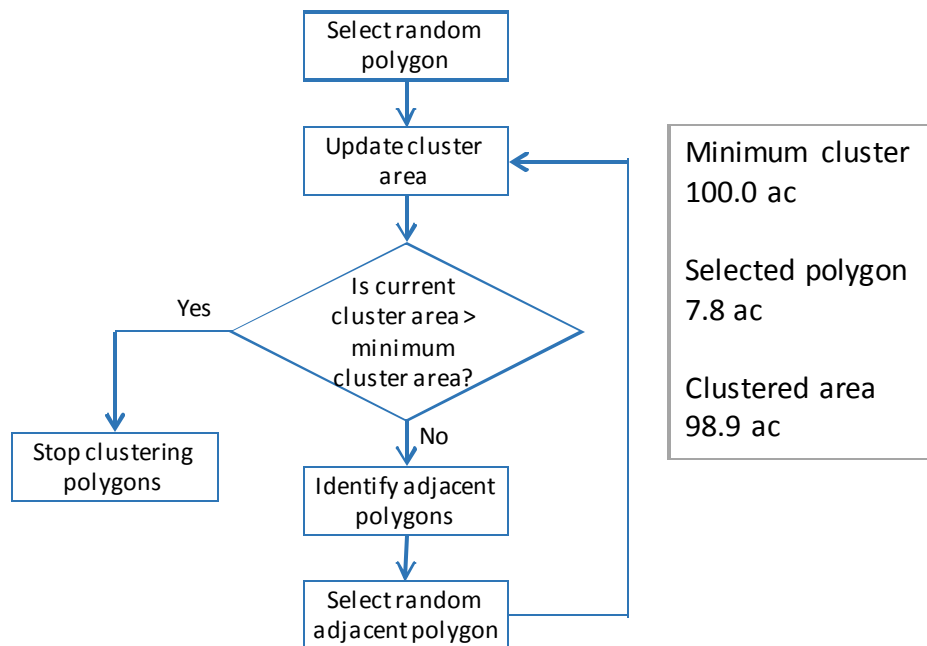 Select random
polygon
Update cluster
area
Is current
cluster area >
minimum
cluster area?
Yes
No
Stop clustering
polygons
Identify adjacent
polygons
Select random
adjacent polygon
Minimum cluster
100.0 ac
Selected polygon
7.8 ac
Clustered area
98.9 ac